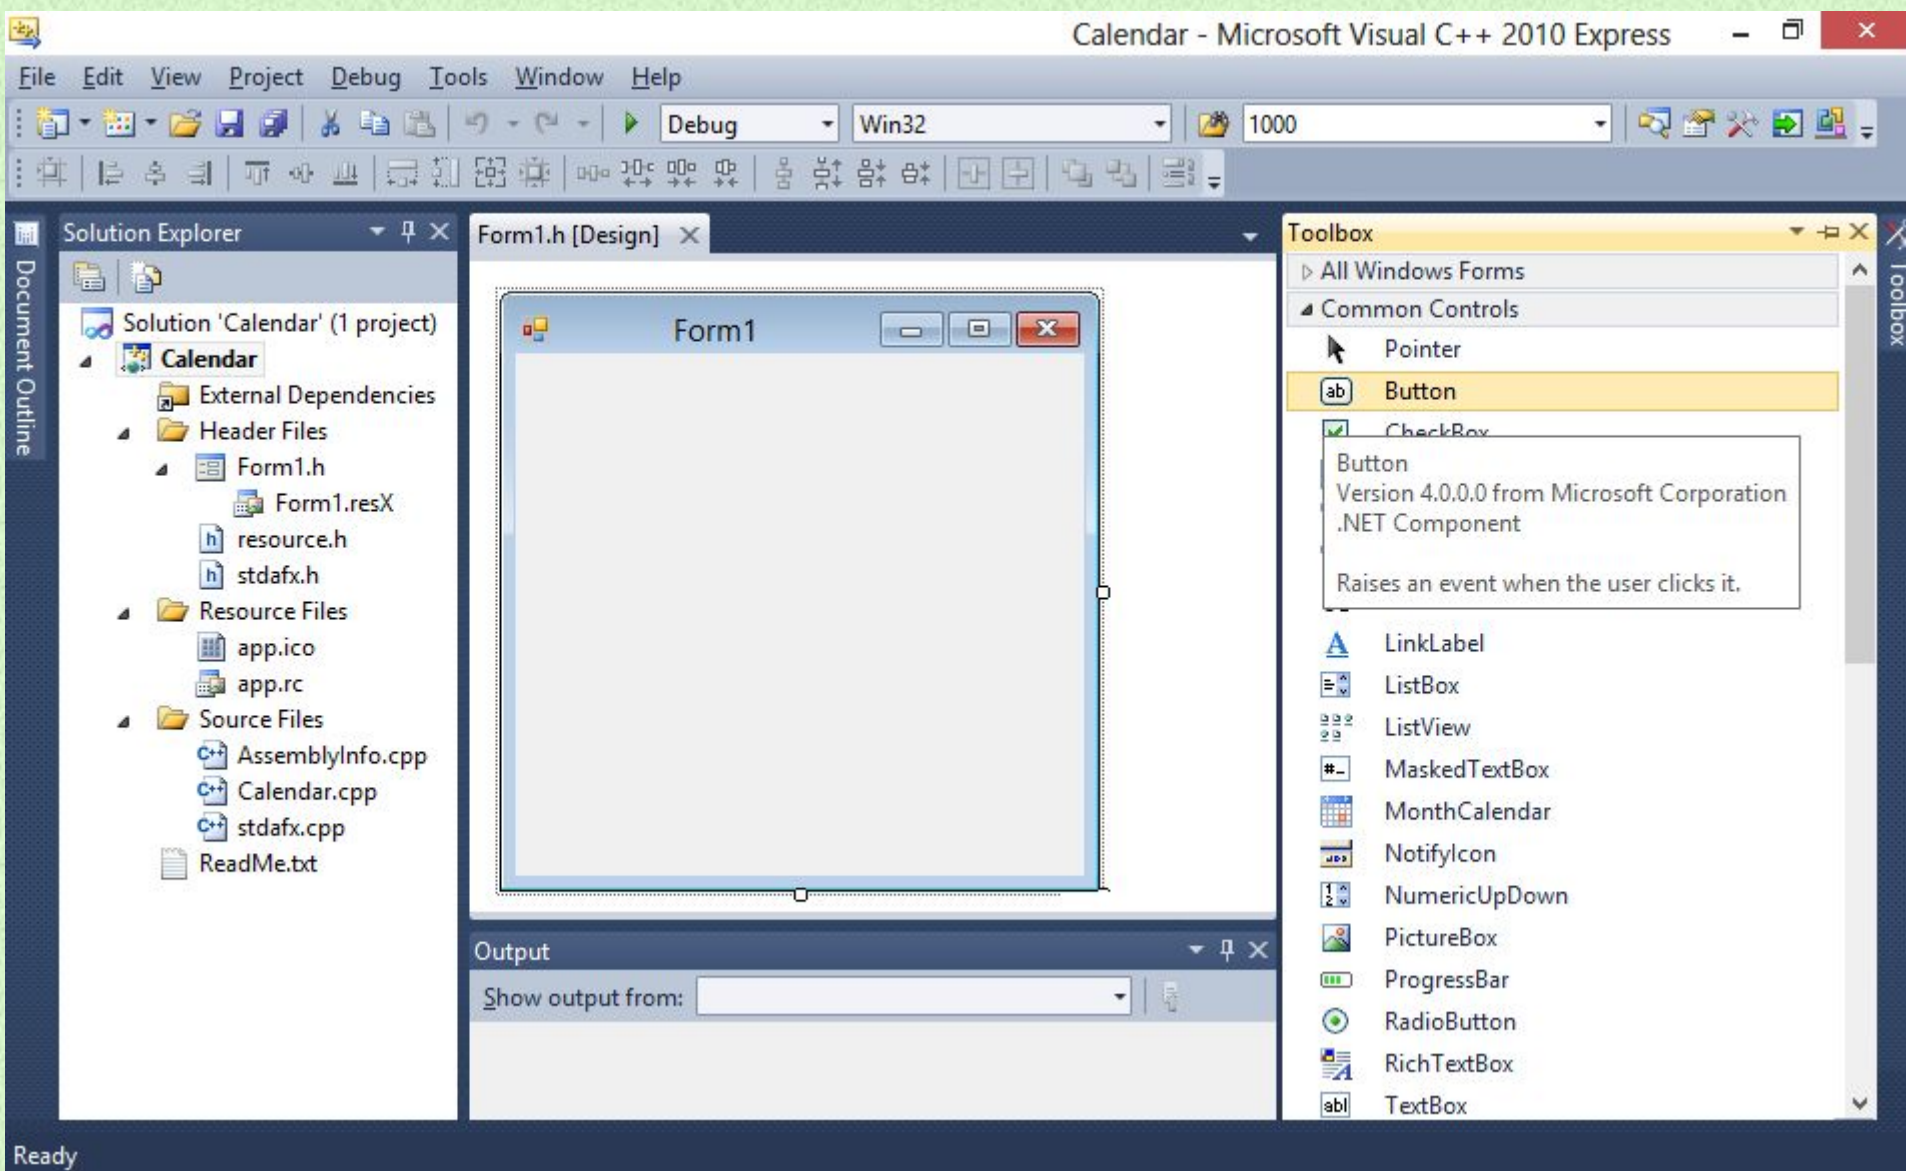 Calendar - Microsoft Visual C++ 2010 Express
File Edit View Project Debug Tools Window Help
Debug Win32 1000
Document Outline
Solution Explorer
Solution 'Calendar' (1 project)
Calendar
External Dependencies
Header Files
Form1.h
Form1.resX
resource.h
stdafx.h
Resource Files
app.ico
app.rc
Source Files
AssemblyInfo.cpp
Calendar.cpp
stdafx.cpp
ReadMe.txt
Form1.h [Design]
Form1
Output
Show output from:
Toolbox
All Windows Forms
Common Controls
Pointer
Button
CheckBox
Button
Version 4.0.0.0 from Microsoft Corporation
.NET Component
Raises an event when the user clicks it.
LinkLabel
ListBox
ListView
MaskedTextBox
MonthCalendar
NotifyIcon
NumericUpDown
PictureBox
ProgressBar
RadioButton
RichTextBox
TextBox
Toolbox
Ready